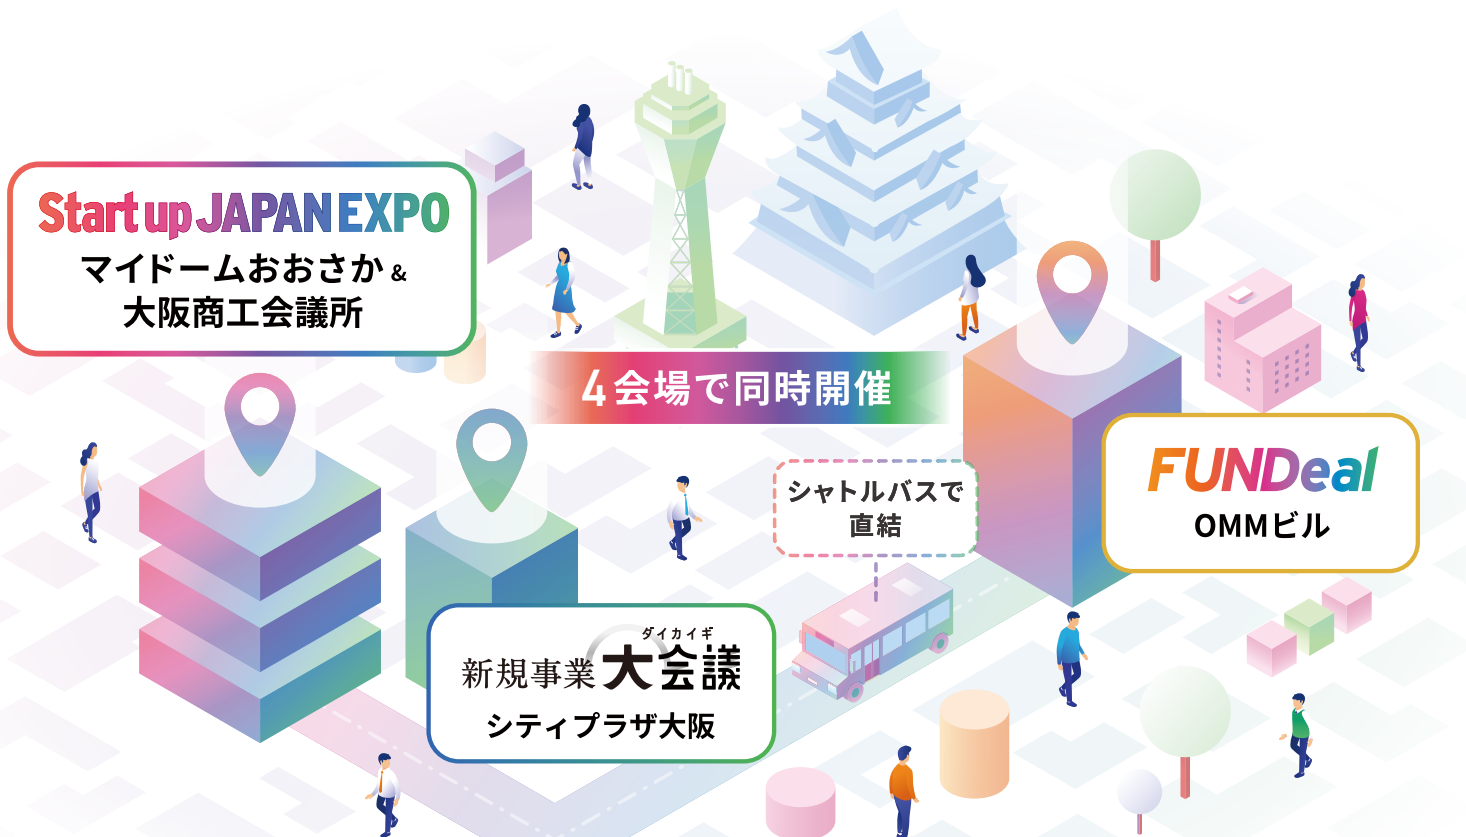 Startup JAPAN EXPO
マイドームおおさか &
大阪商工会議所
4会場で同時開催
シャトルバスで
直結
FUNDeal
OMMビル
ダイカイギ
新規事業大会議
シティプラザ大阪